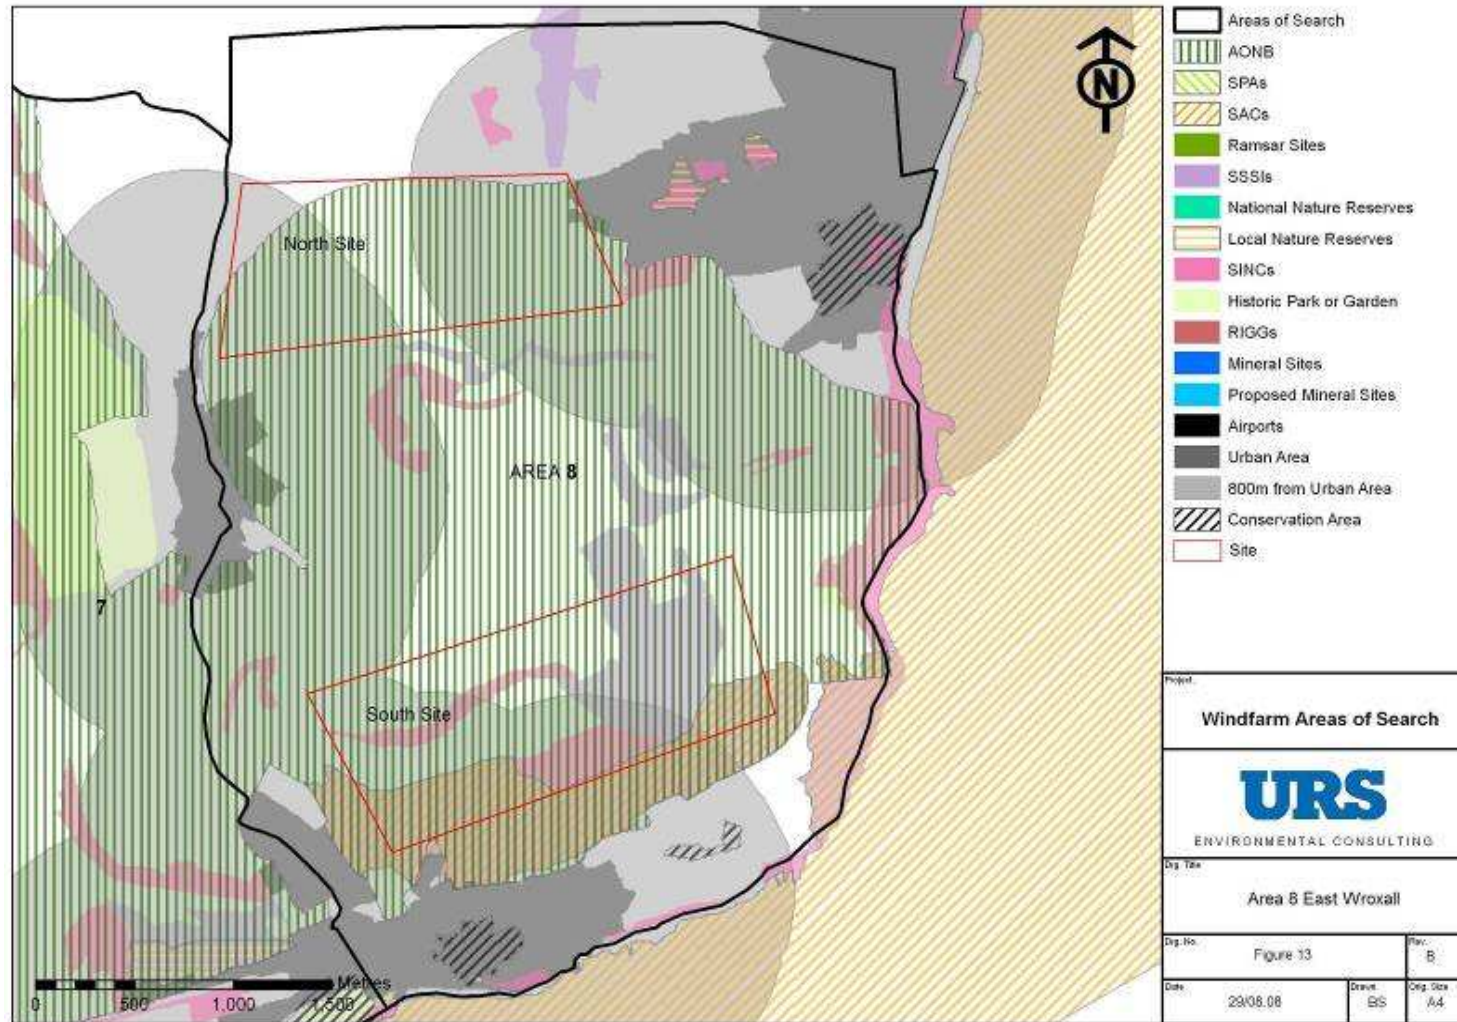 N
North Site
AREA 8
7
South Site
Metres
0 500 1,000 1,500
Areas of Search
AONB
SPAs
SACs
Ramsar Sites
SSSIs
National Nature Reserves
Local Nature Reserves
SINCs
Historic Park or Garden
RIGGs
Mineral Sites
Proposed Mineral Sites
Airports
Urban Area
800m from Urban Area
Conservation Area
Site
Project.
Windfarm Areas of Search
URS
ENVIRONMENTAL CONSULTING
Drg. Title
Area 8 East Wroxall
Drg. No. Rev.
Figure 13 B
Date Drawn Orig. Size
29/08.08 BS A4